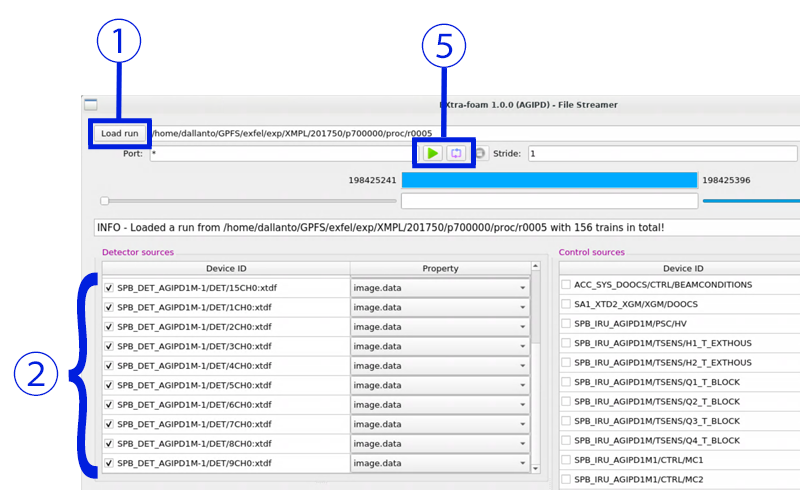 1
5
EXtra-foam 1.0.0 (AGIPD) - File Streamer
Load run /home/dallanto/GPFS/exfel/exp/XMPL/201750/p700000/proc/r0005
Port: * Stride: 1
198425241 198425396
INFO - Loaded a run from /home/dallanto/GPFS/exfel/exp/XMPL/201750/p700000/proc/r0005 with 156 trains in total!
Detector sources Control sources
Device ID Property Device ID
SPB_DET_AGIPD1M-1/DET/15CH0:xtdf image.data ACC_SYS_DOOCS/CTRL/BEAMCONDITIONS
SPB_DET_AGIPD1M-1/DET/1CH0:xtdf image.data SA1_XTD2_XGM/XGM/DOOCS
SPB_DET_AGIPD1M-1/DET/2CH0:xtdf image.data SPB_IRU_AGIPD1M/PSC/HV
SPB_DET_AGIPD1M-1/DET/3CH0:xtdf image.data SPB_IRU_AGIPD1M/TSENS/H1_T_EXTHOUS
SPB_DET_AGIPD1M-1/DET/4CH0:xtdf image.data SPB_IRU_AGIPD1M/TSENS/H2_T_EXTHOUS
2
SPB_DET_AGIPD1M-1/DET/5CH0:xtdf image.data SPB_IRU_AGIPD1M/TSENS/Q1_T_BLOCK
SPB_DET_AGIPD1M-1/DET/6CH0:xtdf image.data SPB_IRU_AGIPD1M/TSENS/Q2_T_BLOCK
SPB_DET_AGIPD1M-1/DET/7CH0:xtdf image.data SPB_IRU_AGIPD1M/TSENS/Q3_T_BLOCK
SPB_DET_AGIPD1M-1/DET/8CH0:xtdf image.data SPB_IRU_AGIPD1M/TSENS/Q4_T_BLOCK
SPB_DET_AGIPD1M-1/DET/9CH0:xtdf image.data SPB_IRU_AGIPD1M1/CTRL/MC1
SPB_IRU_AGIPD1M1/CTRL/MC2